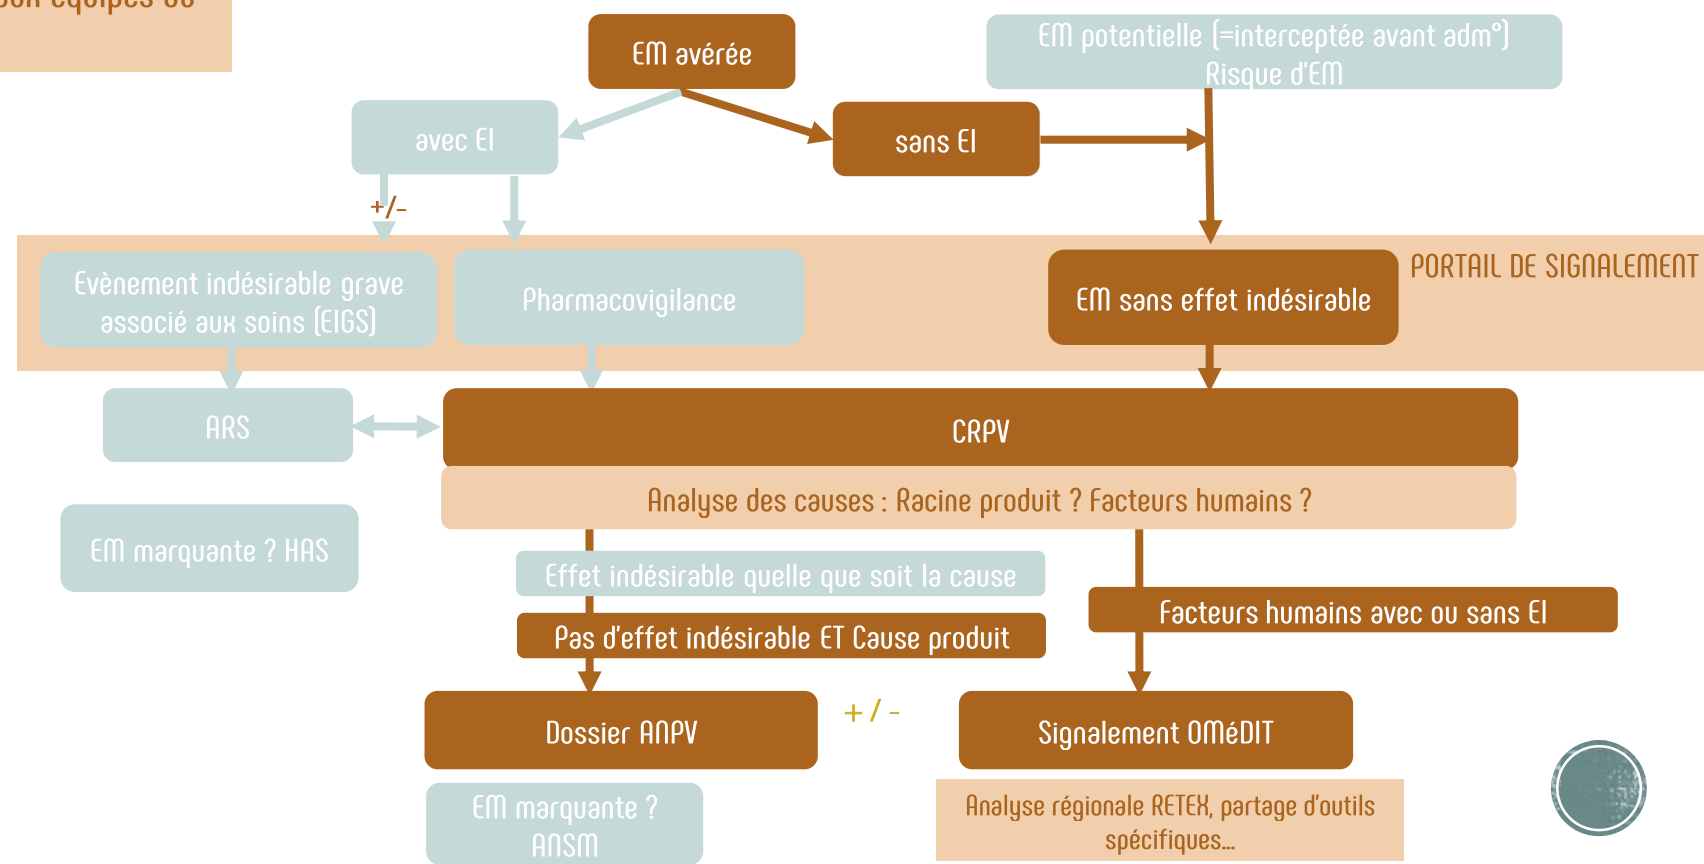 aux équipes ou
EM avérée
EM potentielle (=interceptée avant adm°)
Risque d'EM
avec EI
sans EI
+/-
PORTAIL DE SIGNALEMENT
Evènement indésirable grave
associé aux soins (EIGS)
Pharmacovigilance
EM sans effet indésirable
ARS
CRPV
Analyse des causes : Racine produit ? Facteurs humains ?
EM marquante ? HAS
Effet indésirable quelle que soit la cause
Facteurs humains avec ou sans EI
Pas d'effet indésirable ET Cause produit
Dossier ANPV
+ / -
Signalement OMéDIT
EM marquante ?
ANSM
Analyse régionale RETEX, partage d'outils
spécifiques...